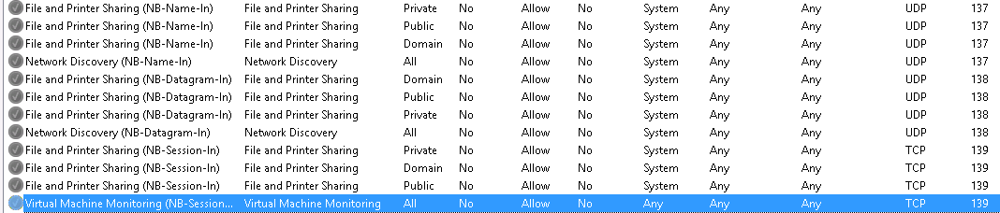 File and Printer Sharing (NB-Name-In) File and Printer Sharing Private No Allow No System Any Any UDP 137
File and Printer Sharing (NB-Name-In) File and Printer Sharing Public No Allow No System Any Any UDP 137
File and Printer Sharing (NB-Name-In) File and Printer Sharing Domain No Allow No System Any Any UDP 137
Network Discovery (NB-Name-In) Network Discovery All No Allow No System Any Any UDP 137
File and Printer Sharing (NB-Datagram-In) File and Printer Sharing Domain No Allow No System Any Any UDP 138
File and Printer Sharing (NB-Datagram-In) File and Printer Sharing Public No Allow No System Any Any UDP 138
File and Printer Sharing (NB-Datagram-In) File and Printer Sharing Private No Allow No System Any Any UDP 138
Network Discovery (NB-Datagram-In) Network Discovery All No Allow No System Any Any UDP 138
File and Printer Sharing (NB-Session-In) File and Printer Sharing Private No Allow No System Any Any TCP 139
File and Printer Sharing (NB-Session-In) File and Printer Sharing Domain No Allow No System Any Any TCP 139
File and Printer Sharing (NB-Session-In) File and Printer Sharing Public No Allow No System Any Any TCP 139
Virtual Machine Monitoring (NB-Session... Virtual Machine Monitoring All No Allow No Any Any Any TCP 139